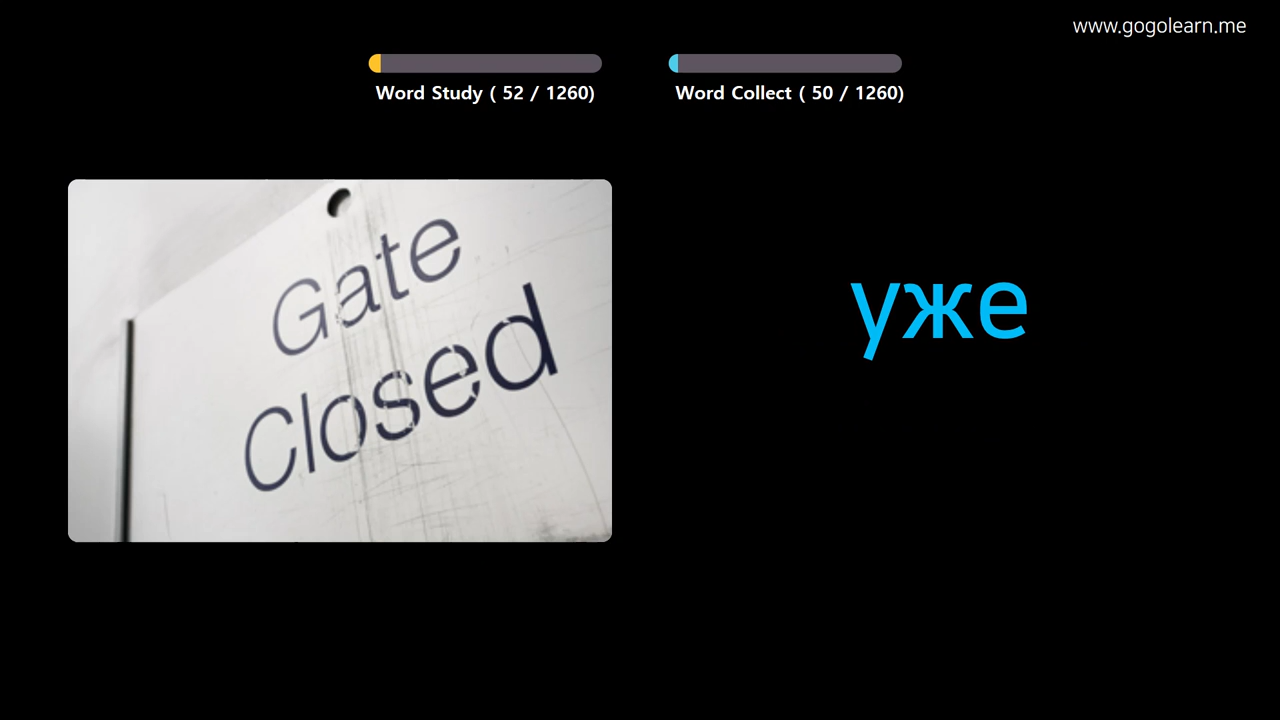 www.gogolearn.me
Word Study ( 52 / 1260)
Word Collect ( 50 / 1260)
Gate
Closed
уже